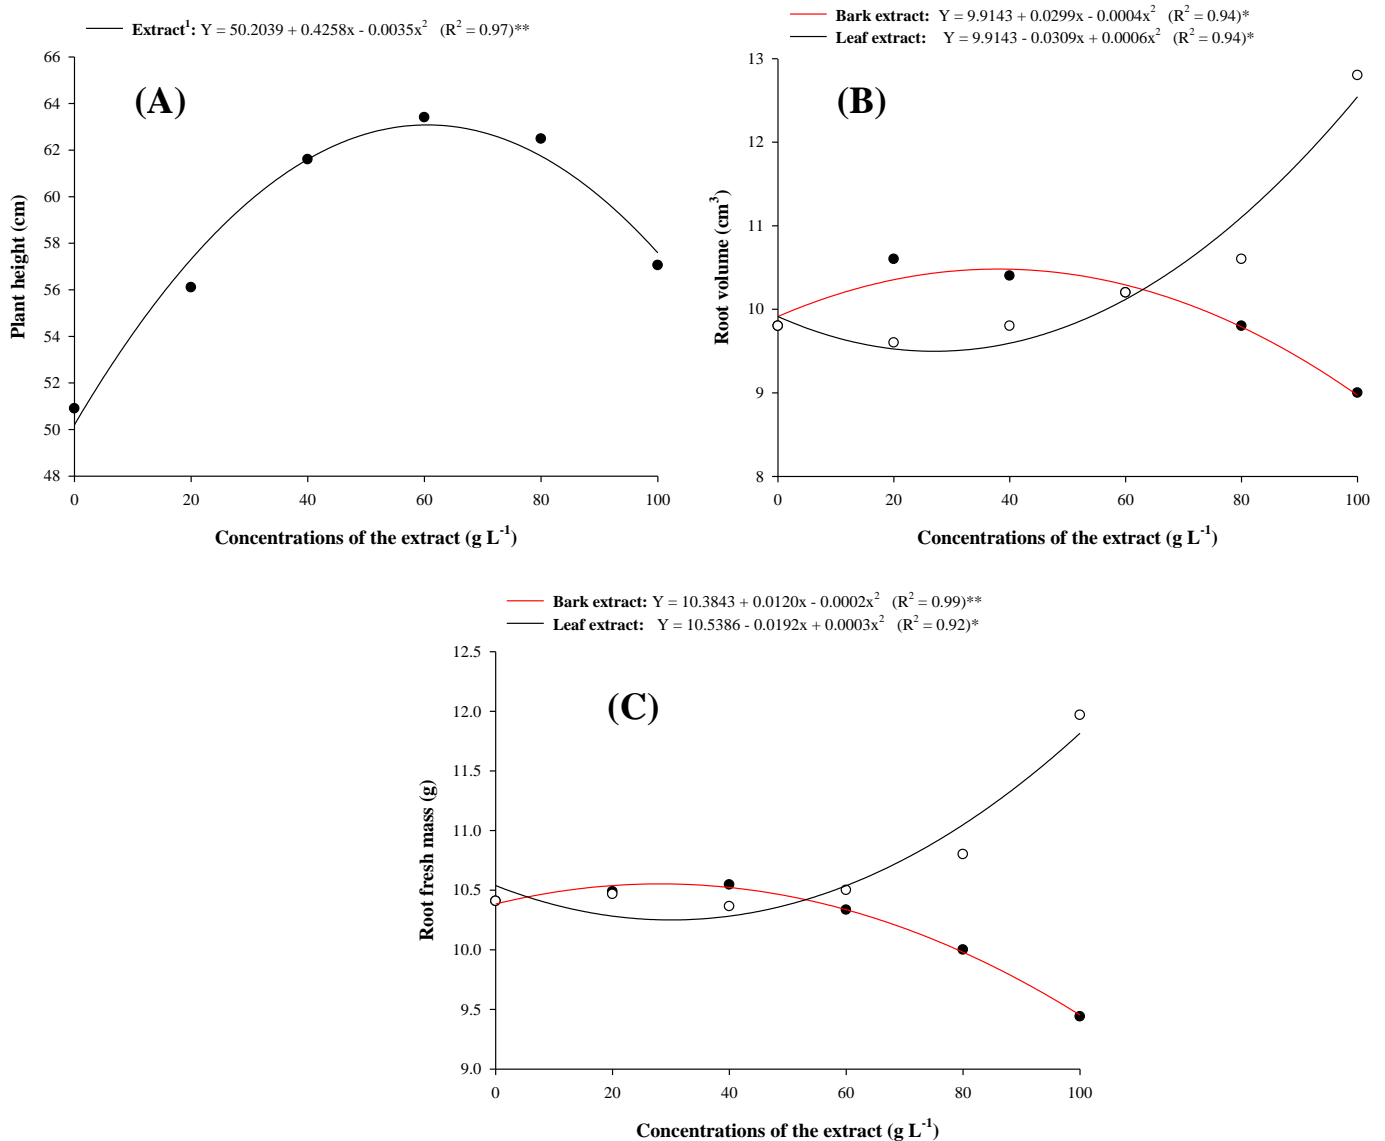 Extract¹: Y = 50.2039 + 0.4258x - 0.0035x² (R² = 0.97)**
(A)
66
64
62
60
58
56
54
52
50
48
Plant height (cm)
0 20 40 60 80 100
Concentrations of the extract (g L⁻¹)
Bark extract: Y = 9.9143 + 0.0299x - 0.0004x² (R² = 0.94)*
Leaf extract: Y = 9.9143 - 0.0309x + 0.0006x² (R² = 0.94)*
(B)
13
12
11
10
9
8
Root volume (cm³)
0 20 40 60 80 100
Concentrations of the extract (g L⁻¹)
Bark extract: Y = 10.3843 + 0.0120x - 0.0002x² (R² = 0.99)**
Leaf extract: Y = 10.5386 - 0.0192x + 0.0003x² (R² = 0.92)*
(C)
12.5
12.0
11.5
11.0
10.5
10.0
9.5
9.0
Root fresh mass (g)
0 20 40 60 80 100
Concentrations of the extract (g L⁻¹)